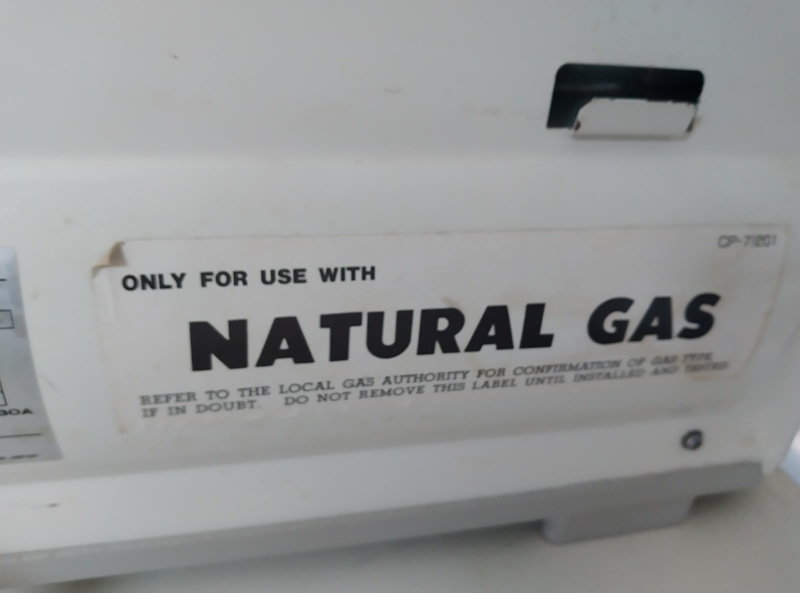 CP-71201
ONLY FOR USE WITH
NATURAL GAS
REFER TO THE LOCAL GAS AUTHORITY FOR CONFIRMATION OF GAS TYPE
IF IN DOUBT. DO NOT REMOVE THIS LABEL UNTIL INSTALLED AND TESTED
30A